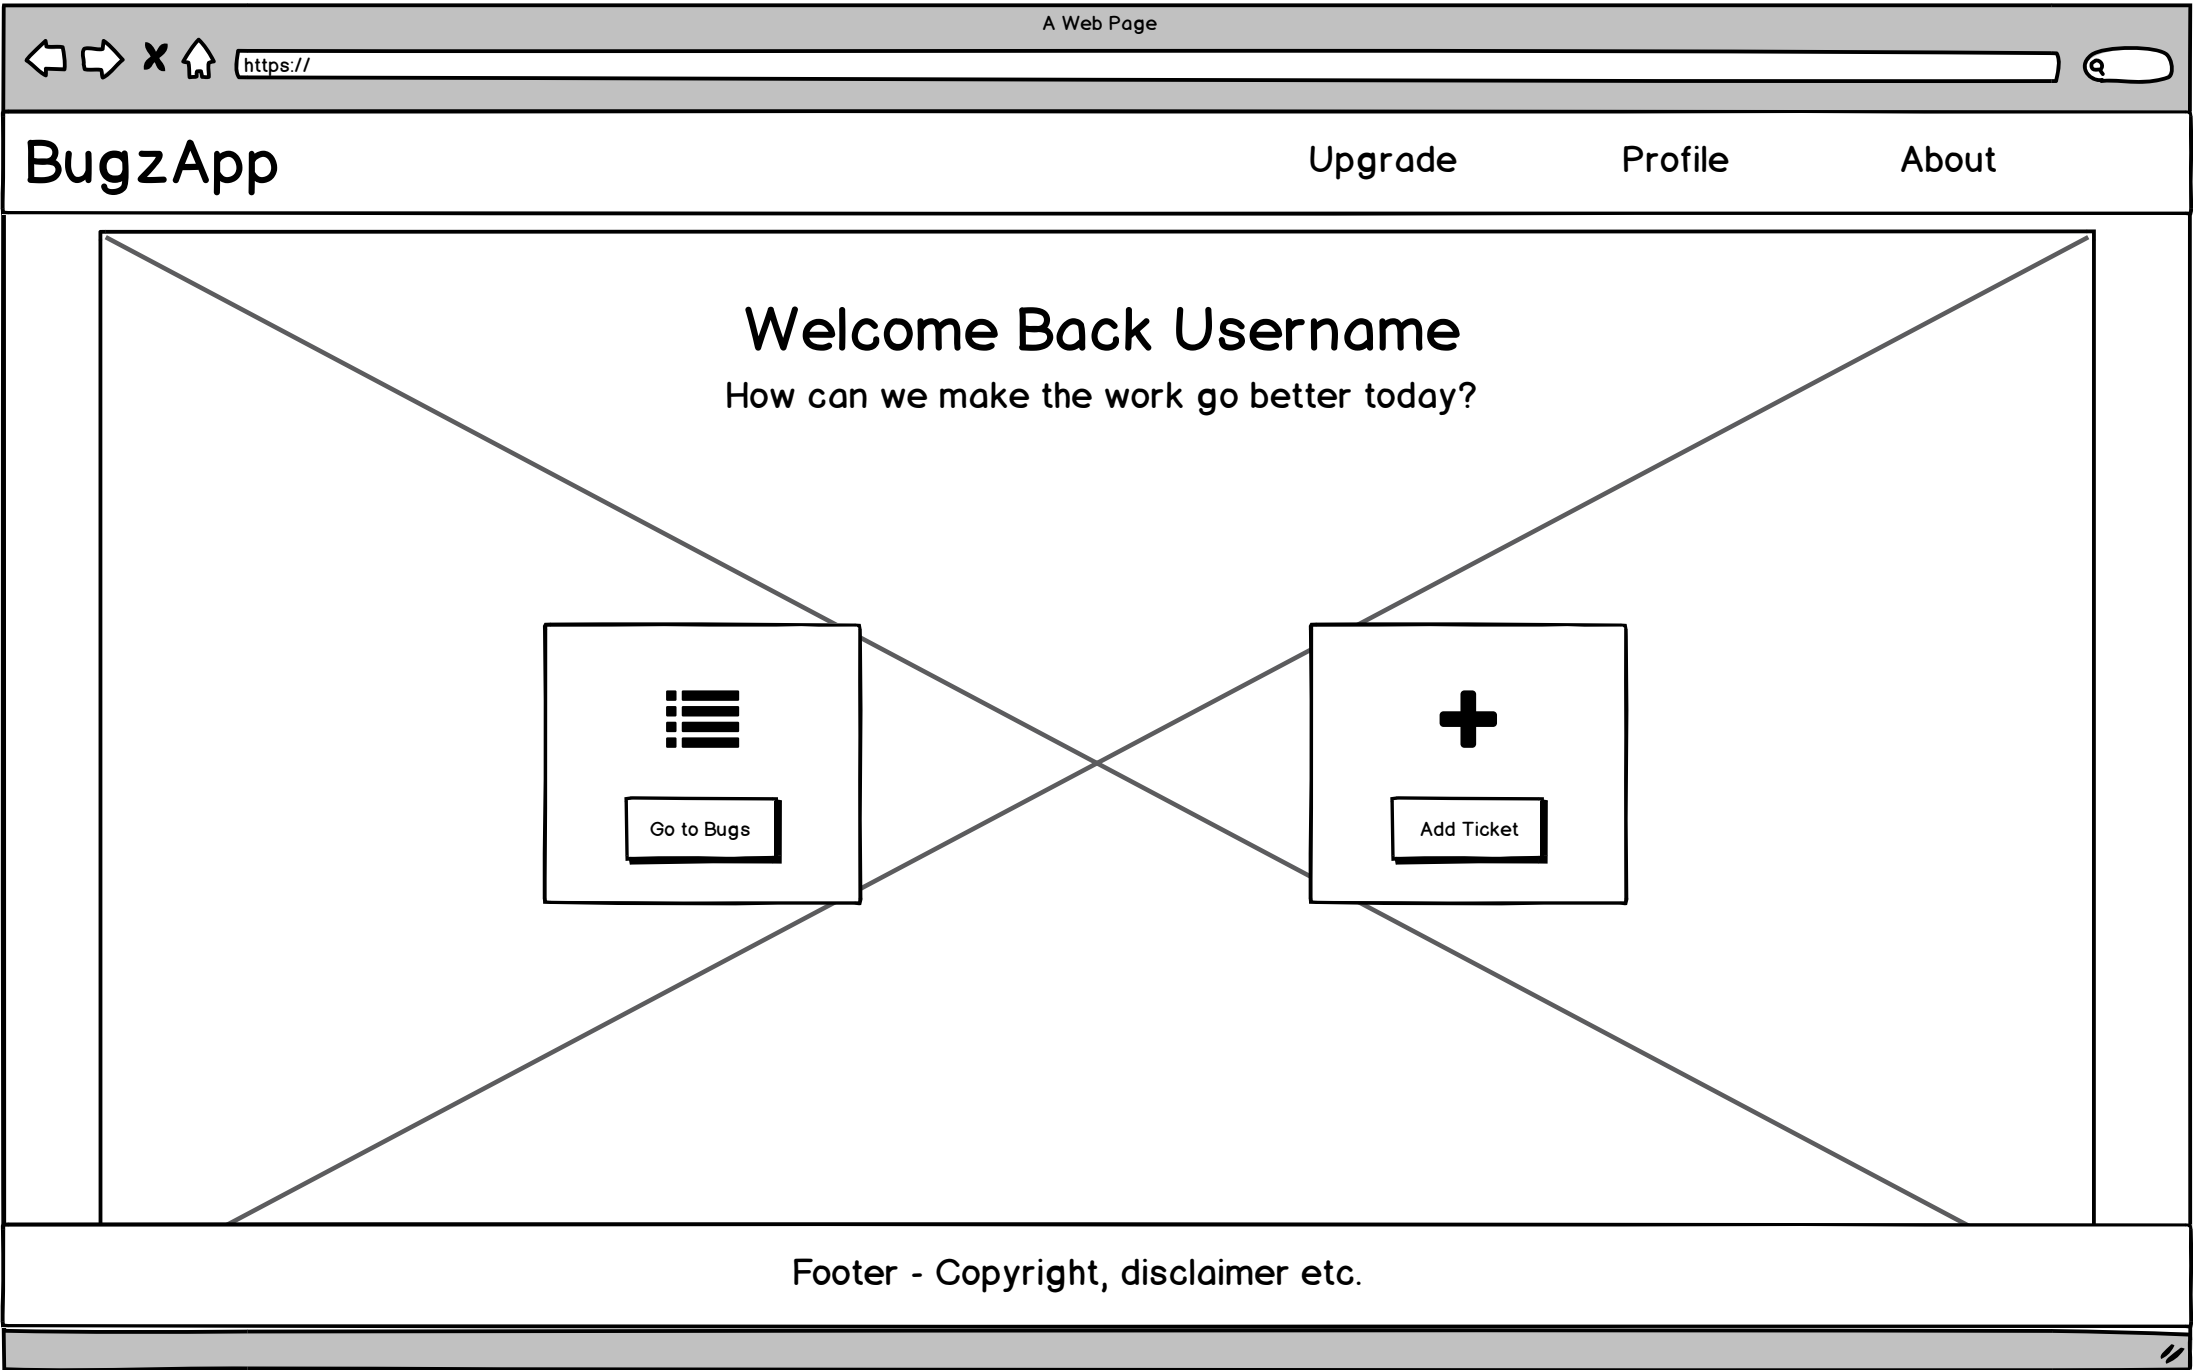 A Web Page
https://
BugzApp
Upgrade
Profile
About
Welcome Back Username
How can we make the work go better today?
Go to Bugs
Add Ticket
Footer - Copyright, disclaimer etc.